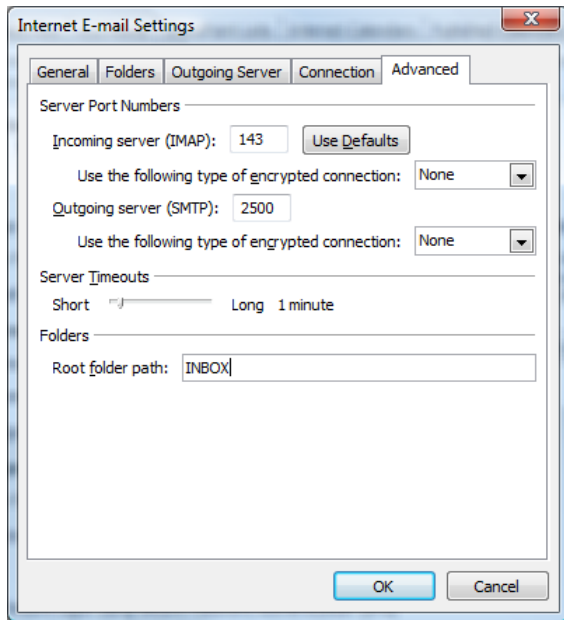 Internet E-mail Settings
General Folders Outgoing Server Connection Advanced
Server Port Numbers
Incoming server (IMAP): 143 Use Defaults
Use the following type of encrypted connection: None
Outgoing server (SMTP): 2500
Use the following type of encrypted connection: None
Server Timeouts
Short Long 1 minute
Folders
Root folder path: INBOX
OK Cancel